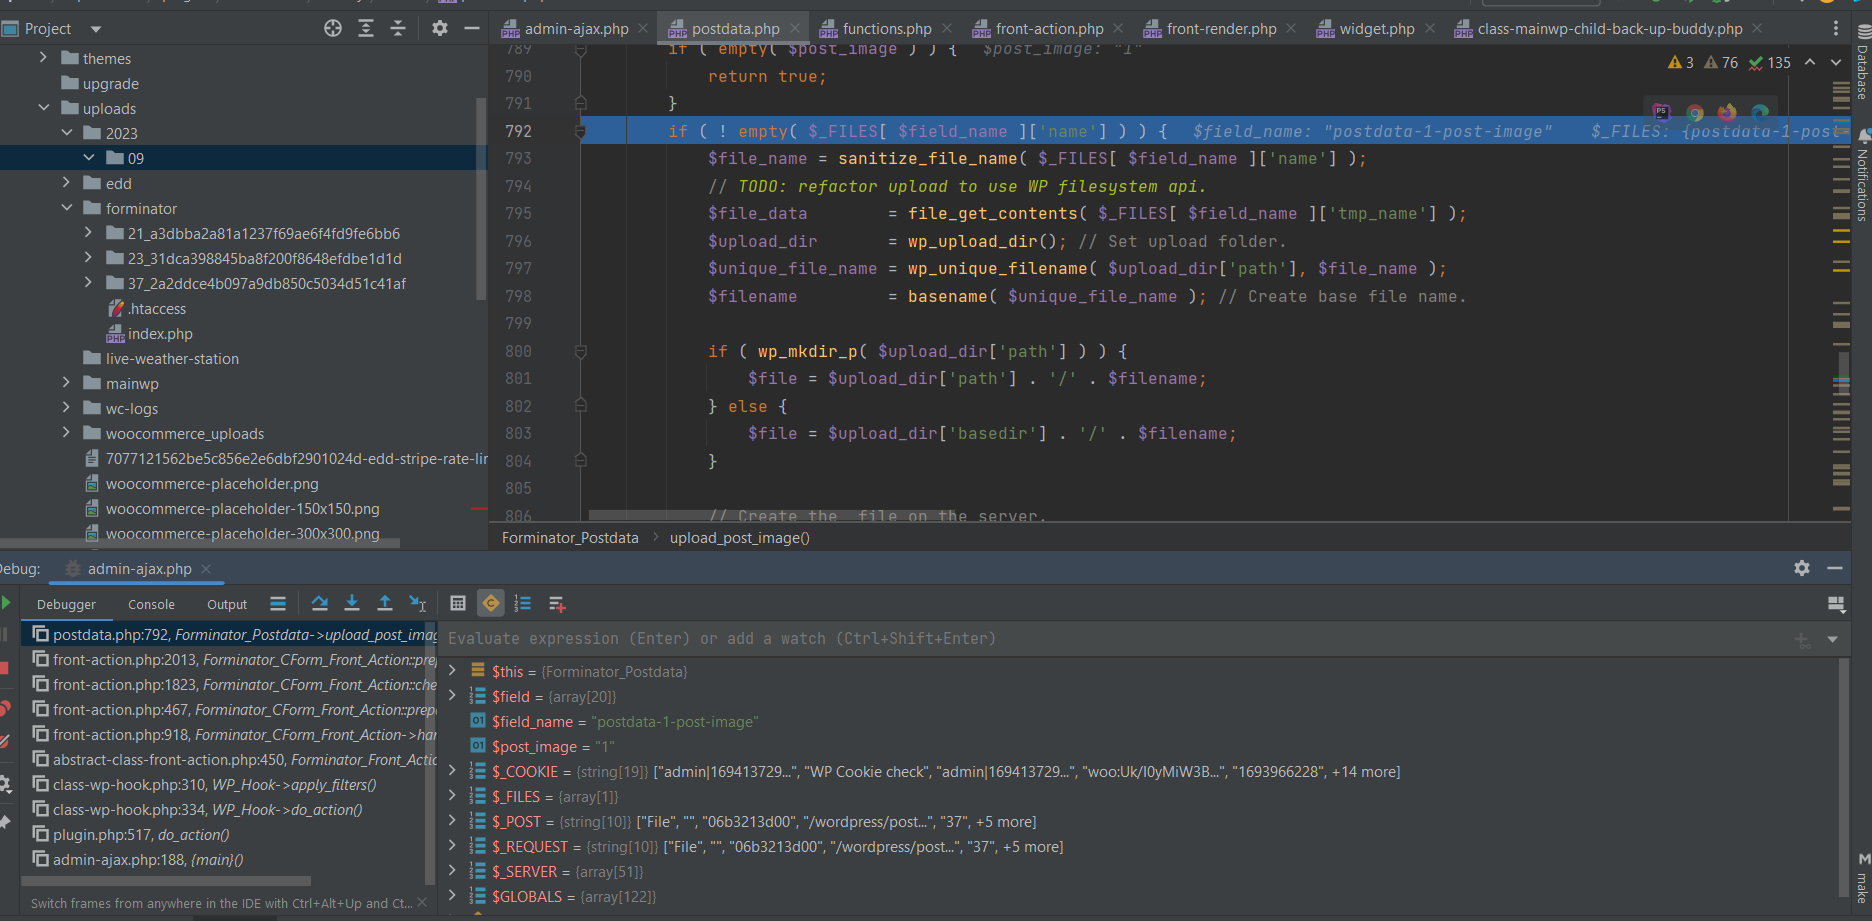 Project
admin-ajax.php
postdata.php
functions.php
front-action.php
front-render.php
widget.php
class-mainwp-child-back-up-buddy.php
themes
upgrade
uploads
2023
09
edd
forminator
21_a3dbba2a81a1237f69ae6f4fd9fe6bb6
23_31dca398845ba8f200f8648efdbe1d1d
37_2a2ddce4b097a9db850c5034d51c41af
.htaccess
index.php
live-weather-station
mainwp
wc-logs
woocommerce_uploads
7077121562be5c856e2e6dbf2901024d-edd-stripe-rate-lir
woocommerce-placeholder.png
woocommerce-placeholder-150x150.png
woocommerce-placeholder-300x300.png
789 if ( empty( $post_image ) ) { $post_image: "1"
3 76 135
790 return true;
791 }
792 if ( ! empty( $_FILES[ $field_name ]['name'] ) ) { $field_name: "postdata-1-post-image" $_FILES: {postdata-1-post-
793 $file_name = sanitize_file_name( $_FILES[ $field_name ]['name'] );
794 // TODO: refactor upload to use WP filesystem api.
795 $file_data = file_get_contents( $_FILES[ $field_name ]['tmp_name'] );
796 $upload_dir = wp_upload_dir(); // Set upload folder.
797 $unique_file_name = wp_unique_filename( $upload_dir['path'], $file_name );
798 $filename = basename( $unique_file_name ); // Create base file name.
799
800 if ( wp_mkdir_p( $upload_dir['path'] ) ) {
801 $file = $upload_dir['path'] . '/' . $filename;
802 } else {
803 $file = $upload_dir['basedir'] . '/' . $filename;
804 }
805
806 // Create the  file on the server.
Forminator_Postdata > upload_post_image()
Database
Notifications
make
ebug:
admin-ajax.php
Debugger
Console
Output
postdata.php:792, Forminator_Postdata->upload_post_imag
front-action.php:2013, Forminator_CForm_Front_Action::prep
front-action.php:1823, Forminator_CForm_Front_Action::che
front-action.php:467, Forminator_CForm_Front_Action::prepa
front-action.php:918, Forminator_CForm_Front_Action->han
abstract-class-front-action.php:450, Forminator_Front_Actio
class-wp-hook.php:310, WP_Hook->apply_filters()
class-wp-hook.php:334, WP_Hook->do_action()
plugin.php:517, do_action()
admin-ajax.php:188, {main}()
Switch frames from anywhere in the IDE with Ctrl+Alt+Up and Ct...
Evaluate expression (Enter) or add a watch (Ctrl+Shift+Enter)
$this = {Forminator_Postdata}
$field = {array[20]}
$field_name = "postdata-1-post-image"
$post_image = "1"
$_COOKIE = {string[19]} ["admin|169413729...", "WP Cookie check", "admin|169413729...", "woo:Uk/I0yMiW3B...", "1693966228", +14 more]
$_FILES = {array[1]}
$_POST = {string[10]} ["File", "", "06b3213d00", "/wordpress/post...", "37", +5 more]
$_REQUEST = {string[10]} ["File", "", "06b3213d00", "/wordpress/post...", "37", +5 more]
$_SERVER = {array[51]}
$GLOBALS = {array[122]}